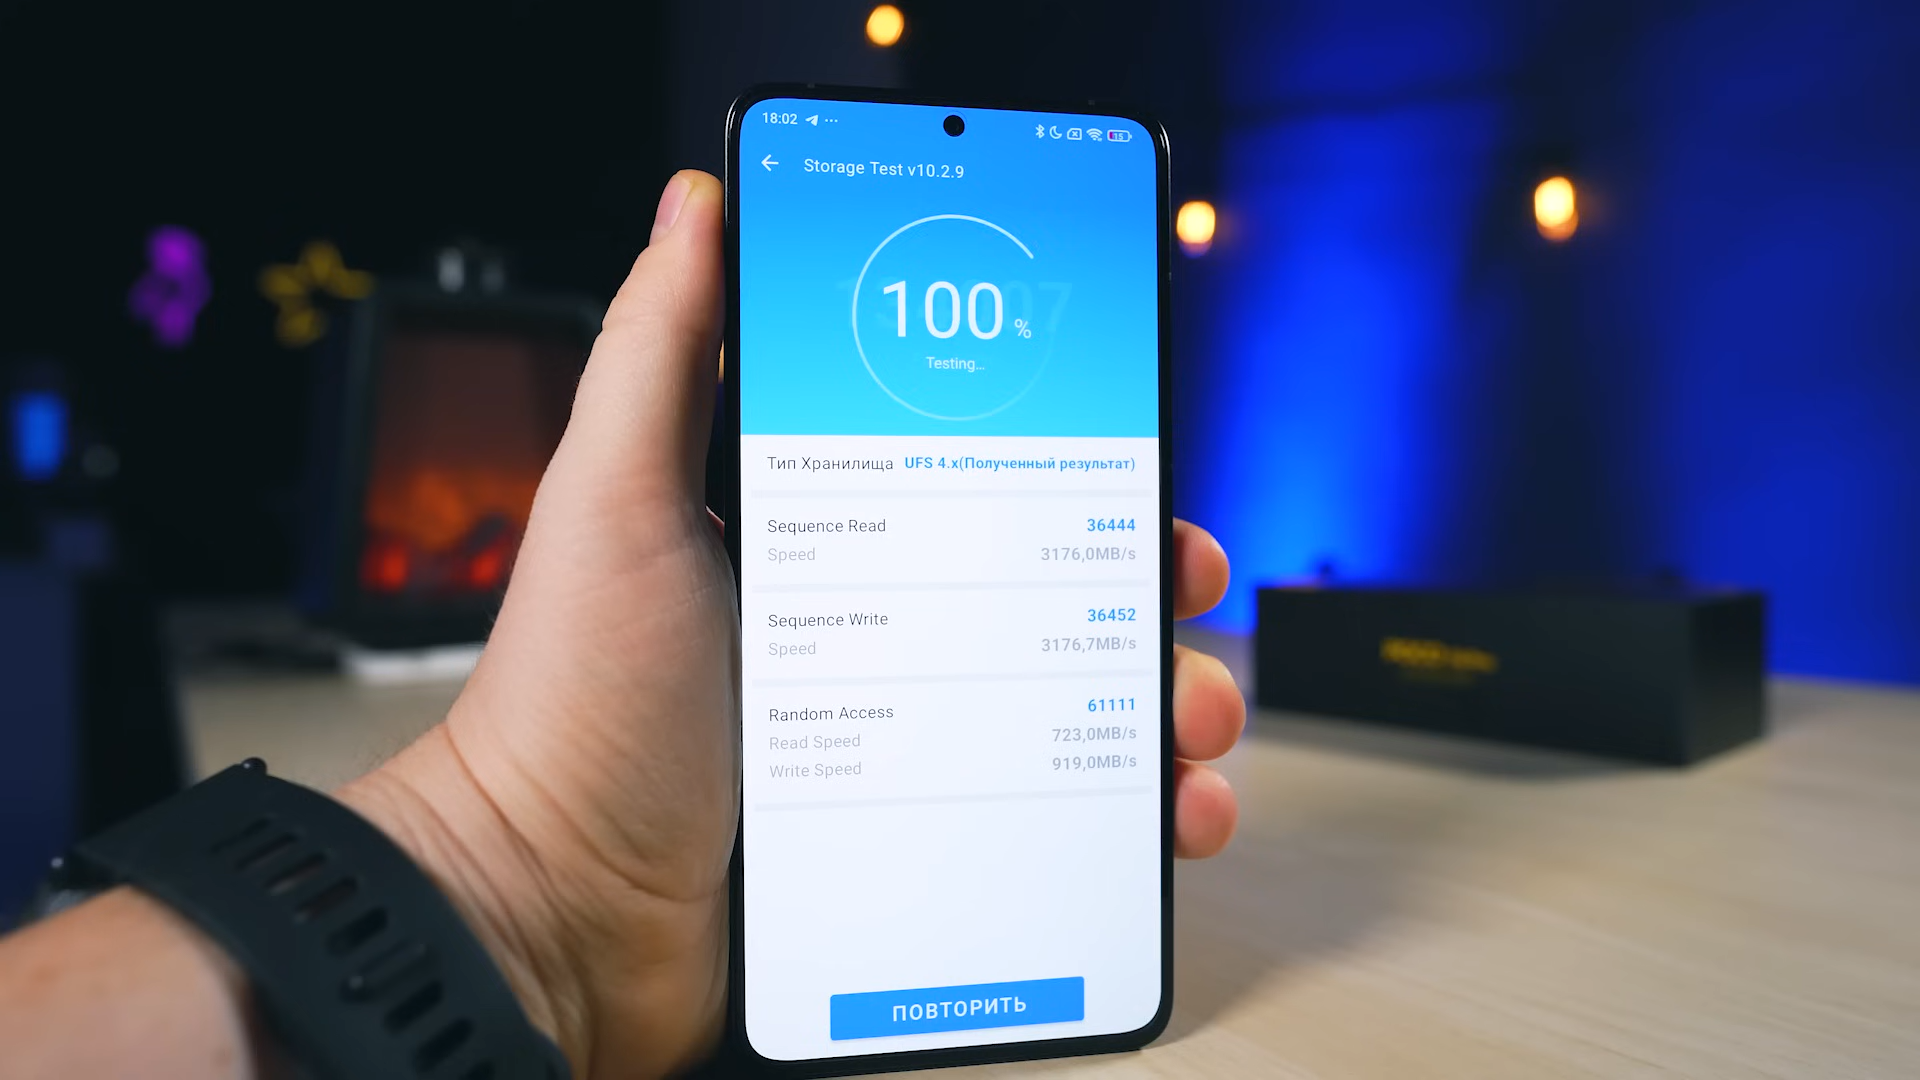 18:02
15
Storage Test v10.2.9
100 %
Testing...
Тип Хранилища UFS 4.x(Полученный результат)
Sequence Read 36444
Speed 3176,0MB/s
Sequence Write 36452
Speed 3176,7MB/s
Random Access 61111
Read Speed 723,0MB/s
Write Speed 919,0MB/s
ПОВТОРИТЬ